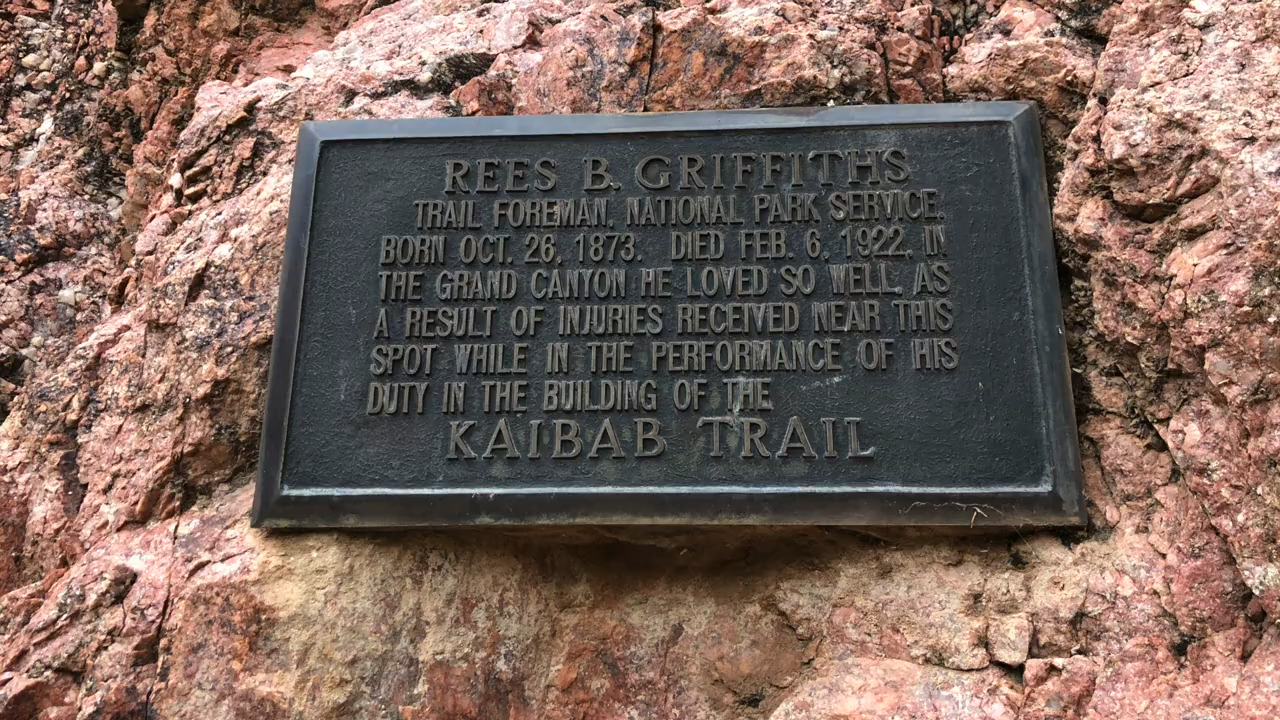 REES B. GRIFFITHS
TRAIL FOREMAN, NATIONAL PARK SERVICE.
BORN OCT. 26, 1873. DIED FEB. 6, 1922, IN
THE GRAND CANYON HE LOVED SO WELL, AS
A RESULT OF INJURIES RECEIVED NEAR THIS
SPOT WHILE IN THE PERFORMANCE OF HIS
DUTY IN THE BUILDING OF THE
KAIBAB TRAIL